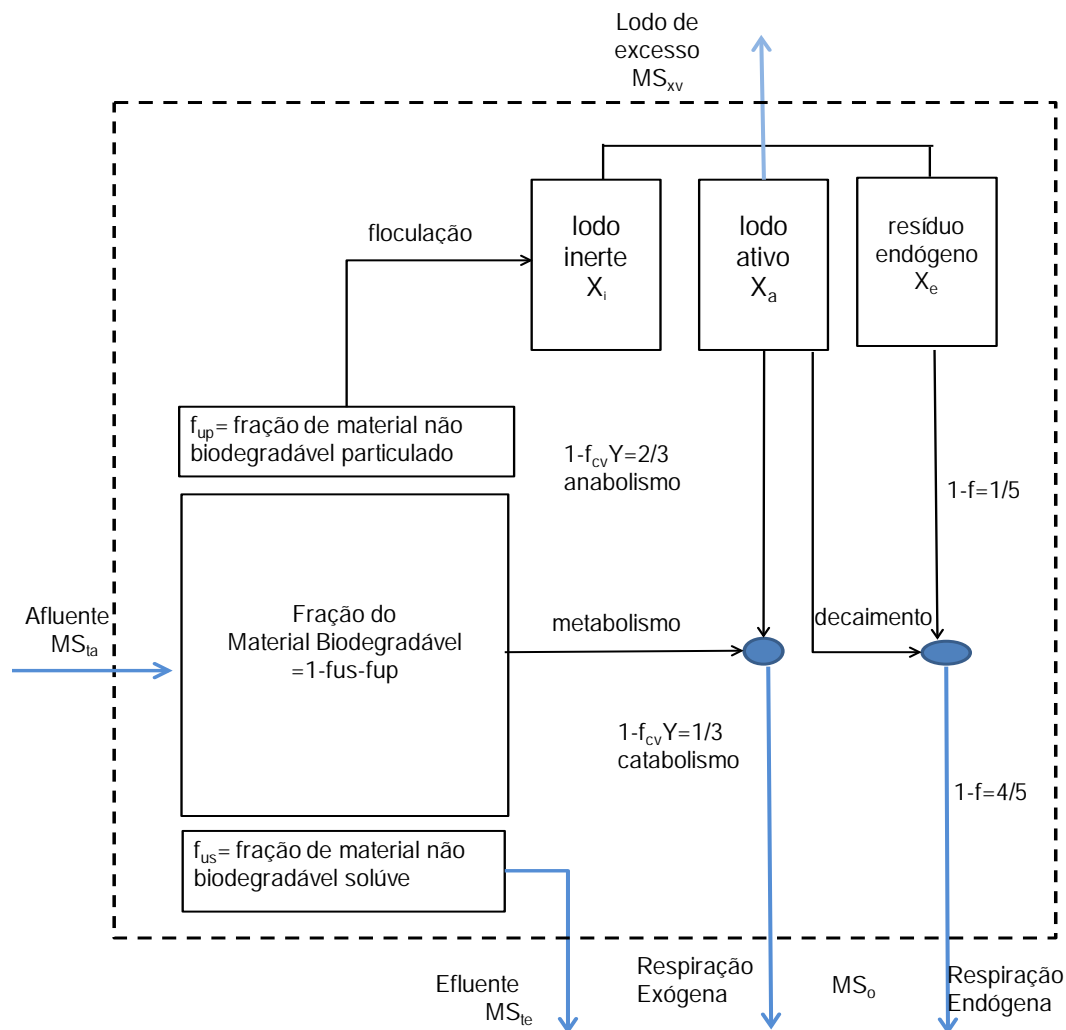 Lodo de
excesso
MSxv
lodo
inerte
Xi
lodo
ativo
Xa
resíduo
endógeno
Xe
floculação
fup= fração de material não
biodegradável particulado
1-fcvY=2/3
anabolismo
1-f=1/5
Afluente
MSta
Fração do
Material Biodegradável
=1-fus-fup
metabolismo
decaimento
1-fcvY=1/3
catabolismo
1-f=4/5
fus= fração de material não
biodegradável solúve
Efluente
MSte
Respiração
Exógena
MSo
Respiração
Endógena